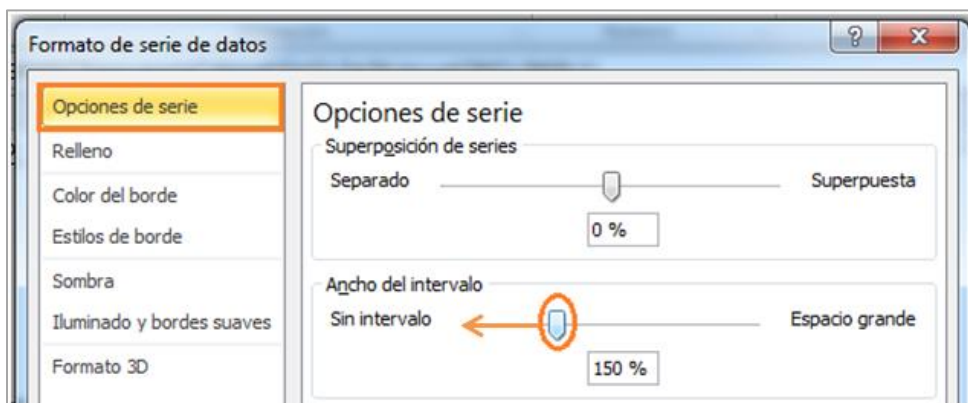 Formato de serie de datos
?
X
Opciones de serie
Relleno
Color del borde
Estilos de borde
Sombra
Iluminado y bordes suaves
Formato 3D
Opciones de serie
Superposición de series
Separado Superpuesta
0 %
Ancho del intervalo
Sin intervalo Espacio grande
150 %